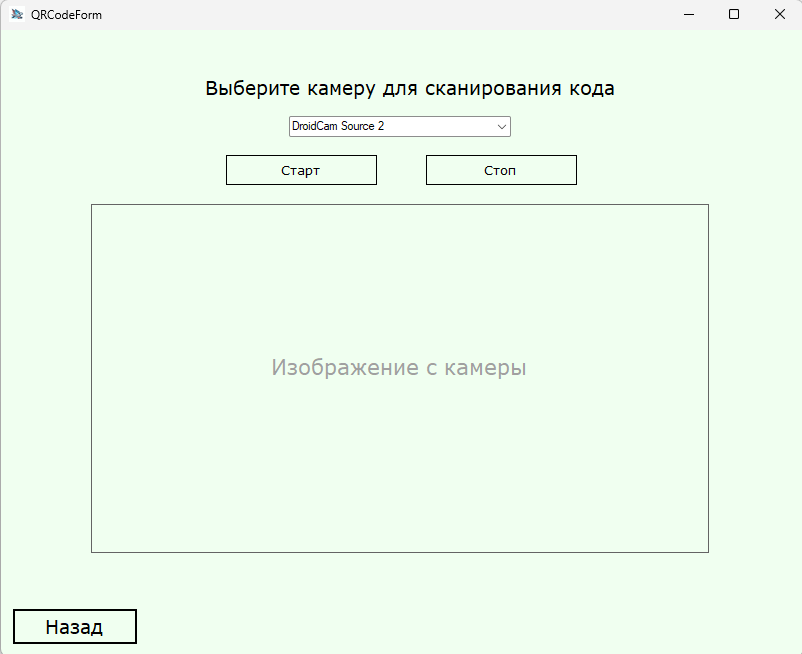 QRCodeForm
Выберите камеру для сканирования кода
DroidCam Source 2
Старт Стоп
Изображение с камеры
Назад